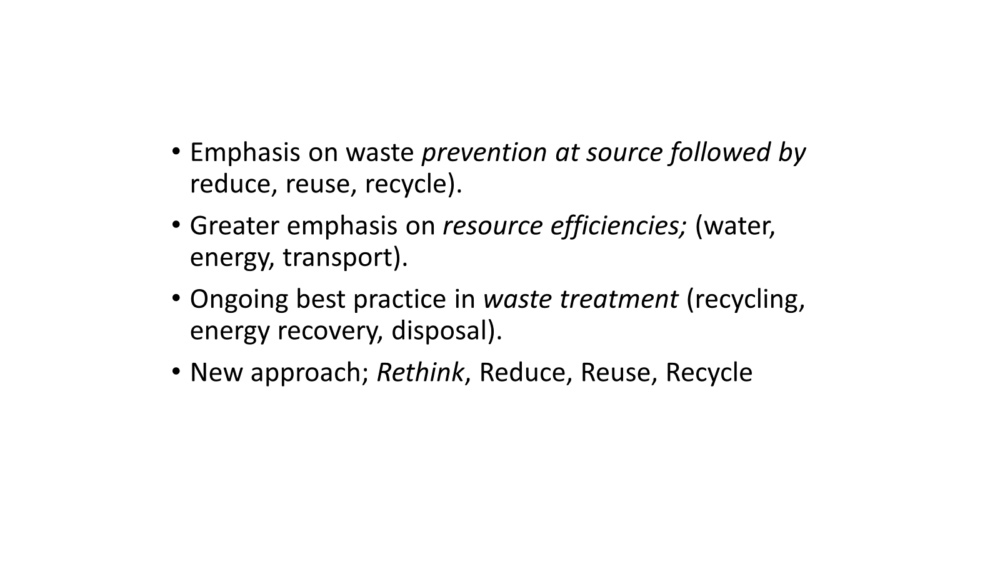 • Emphasis on waste prevention at source followed by
reduce, reuse, recycle).
• Greater emphasis on resource efficiencies; (water,
energy, transport).
• Ongoing best practice in waste treatment (recycling,
energy recovery, disposal).
• New approach; Rethink, Reduce, Reuse, Recycle